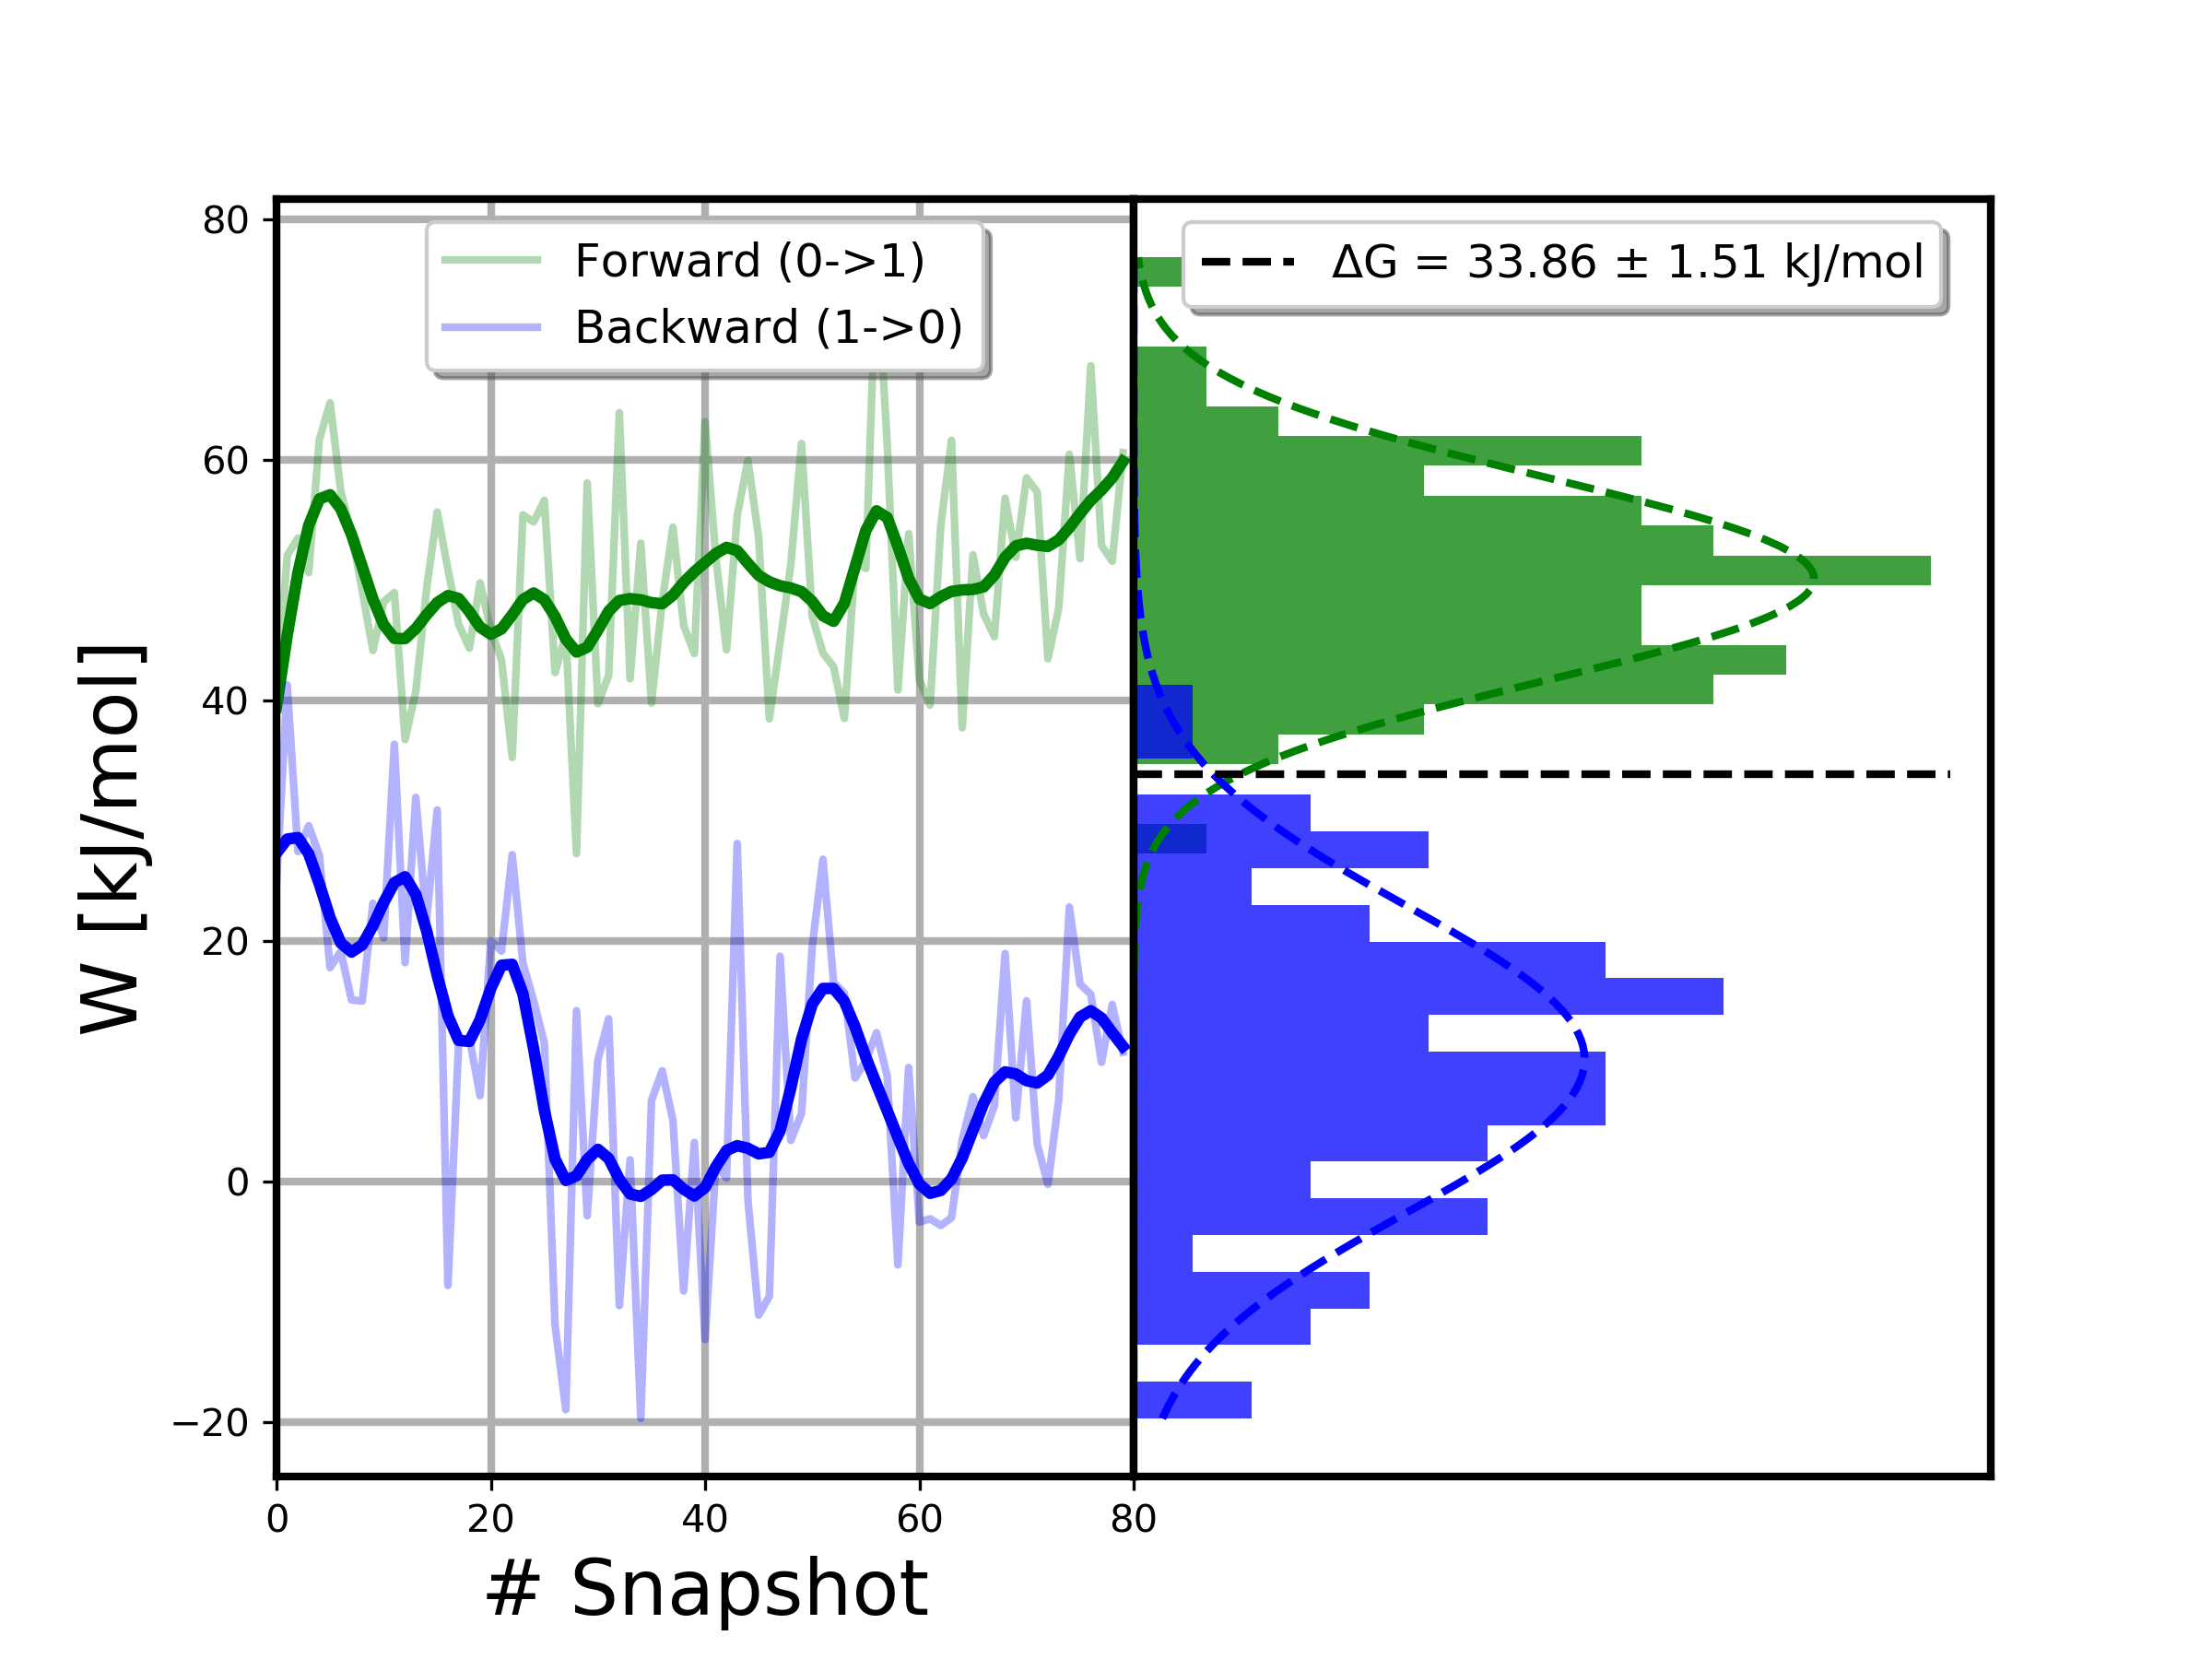 80
60
40
20
0
−20
W [kJ/mol]
Forward (0->1)
Backward (1->0)
ΔG = 33.86 ± 1.51 kJ/mol
0 20 40 60 80
# Snapshot